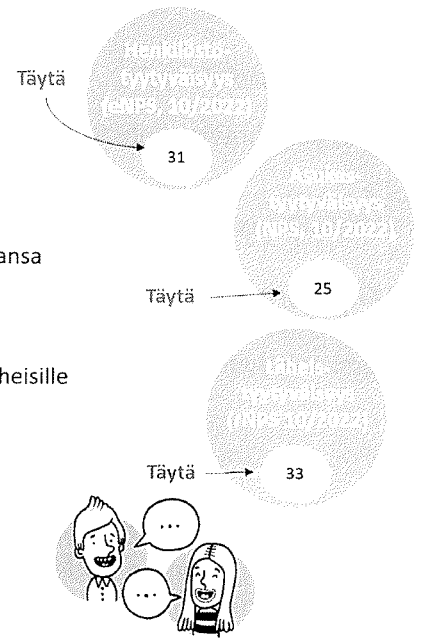 Henkilöstö-
tyytyväisyys
(eNPS, 10/2022)
Täytä
31
Asiakas-
tyytyväisyys
(NPS, 10/2022)
ansa
Täytä
25
Läheis-
tyytyväisyys
10/2022)
heisille
Täytä
33
...
...